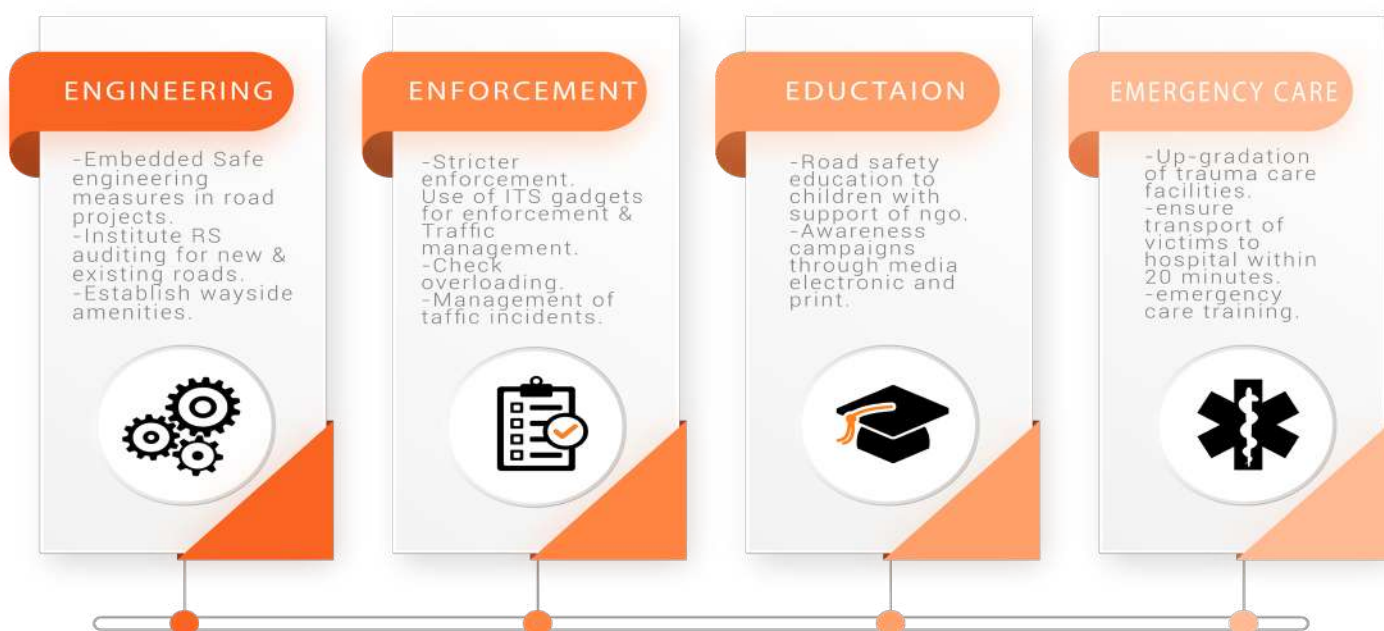 ENGINEERING
-Embedded Safe
engineering
measures in road
projects.
-Institute RS
auditing for new &
existing roads.
-Establish wayside
amenities.
ENFORCEMENT
-Stricter
enforcement.
Use of ITS gadgets
for enforcement &
Traffic
management.
-Check
overloading.
-Management of
taffic incidents.
EDUCTAION
-Road safety
education to
children with
support of ngo.
-Awareness
campaigns
through media
electronic and
print.
EMERGENCY CARE
-Up-gradation
of trauma care
facilities.
-ensure
transport of
victims to
hospital within
20 minutes.
-emergency
care training.